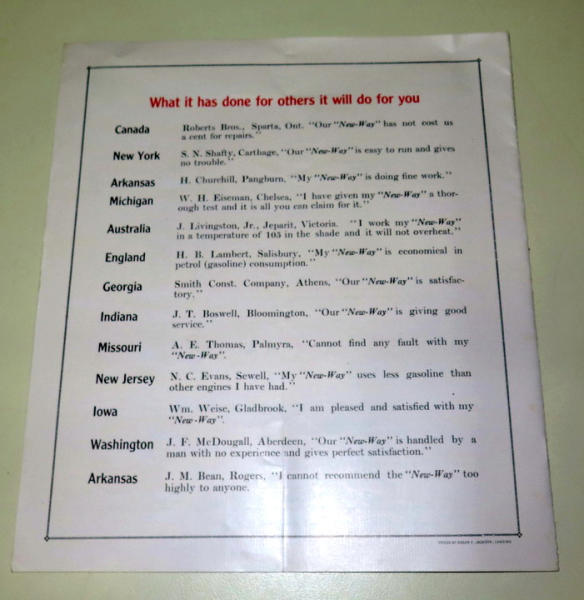 What it has done for others it will do for you
Canada Roberts Bros., Sparta, Ont. "Our "New-Way" has not cost us
a cent for repairs."
New York S. N. Shafty, Carthage, "Our "New-Way" is easy to run and gives
no trouble."
Arkansas H. Churchill, Pangburn, "My "New-Way" is doing fine work."
Michigan W. H. Eiseman, Chelsea, "I have given my "New-Way" a thor-
ough test and it is all you can claim for it."
Australia J. Livingston, Jr., Jeparit, Victoria. "I work my "New-Way"
in a temperature of 105 in the shade and it will not overheat."
England H. B. Lambert, Salisbury, "My "New-Way" is economical in
petrol (gasoline) consumption."
Georgia Smith Const. Company, Athens, "Our "New-Way" is satisfac-
tory."
Indiana J. T. Boswell, Bloomington, "Our "New-Way" is giving good
service."
Missouri A. E. Thomas, Palmyra, "Cannot find any fault with my
"New-Way".
New Jersey N. C. Evans, Sewell, "My "New-Way" uses less gasoline than
other engines I have had."
Iowa Wm. Weise, Gladbrook, "I am pleased and satisfied with my
"New-Way".
Washington J. F. McDougall, Aberdeen, "Our "New-Way" is handled by a
man with no experience and gives perfect satisfaction."
Arkansas J. M. Bean, Rogers, "I cannot recommend the "New-Way" too
highly to anyone.